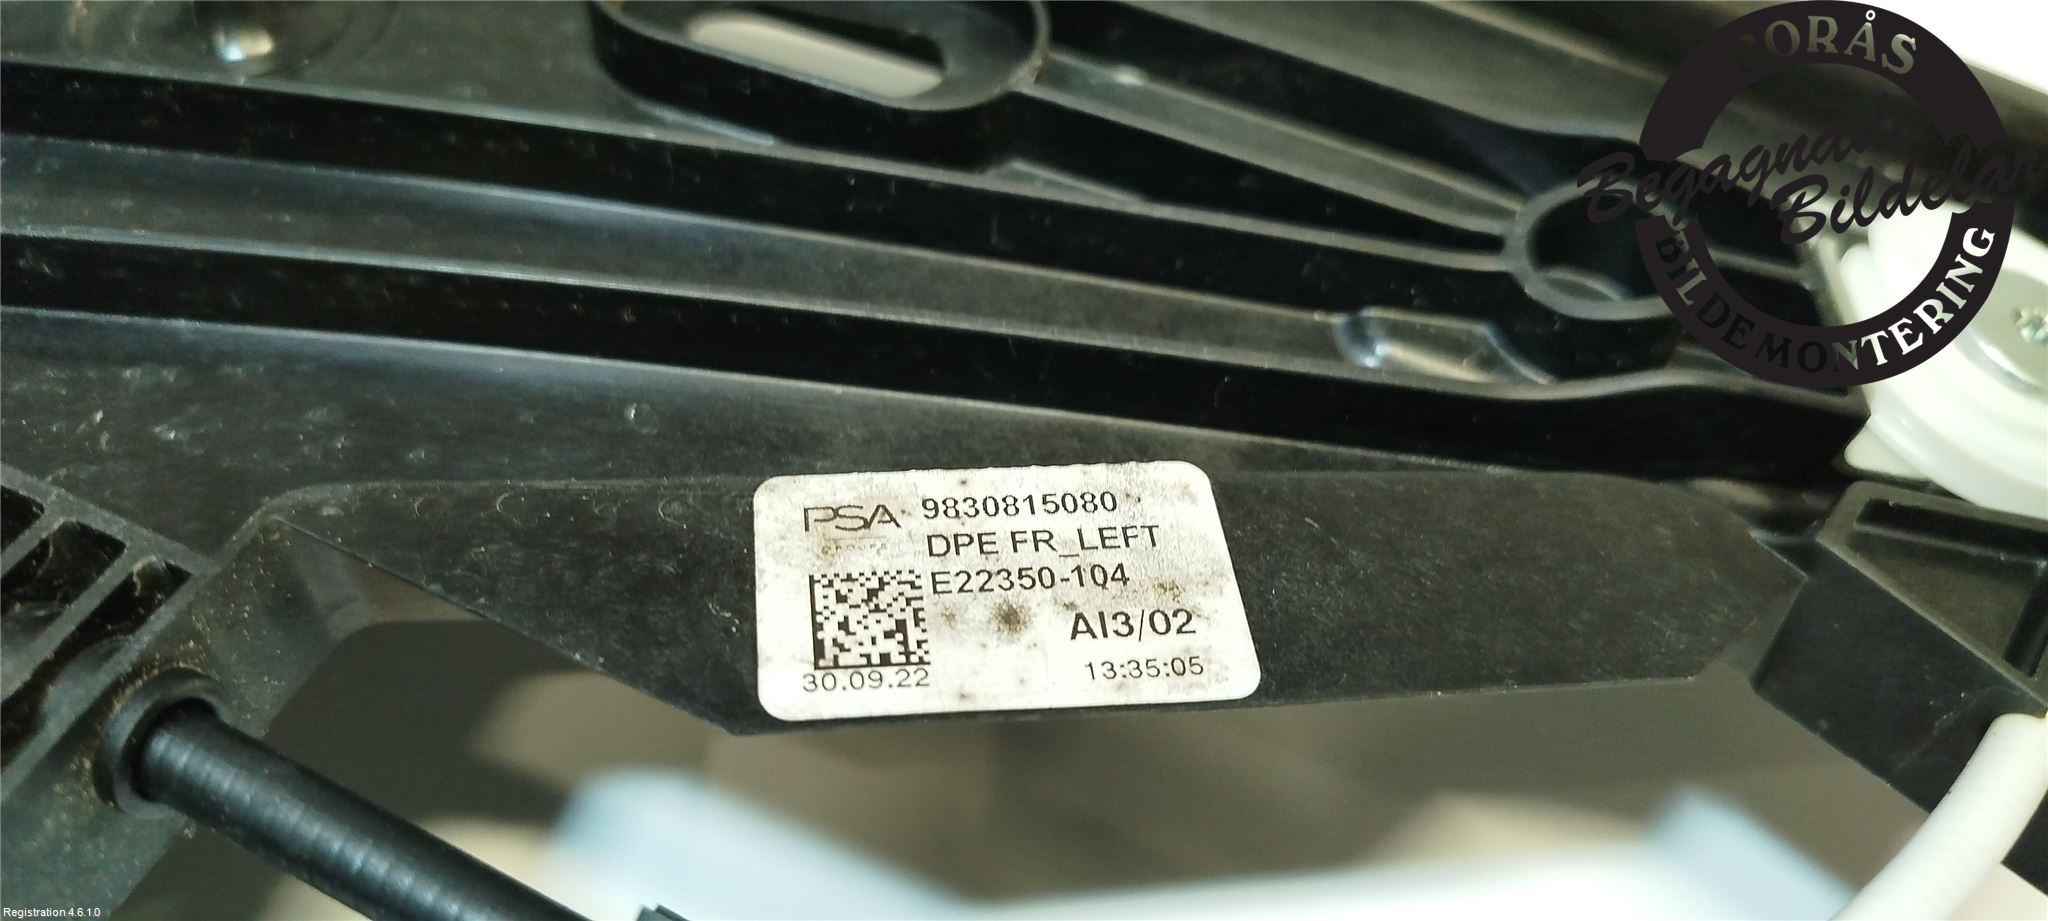 BORÅS
Begagnade
Bildelar
BILDEMONTERING
PSA 9830815080
DPE FR_LEFT
E22350-104
AI3/02
30.09.22 13:35:05
Registration 4.6.1.0